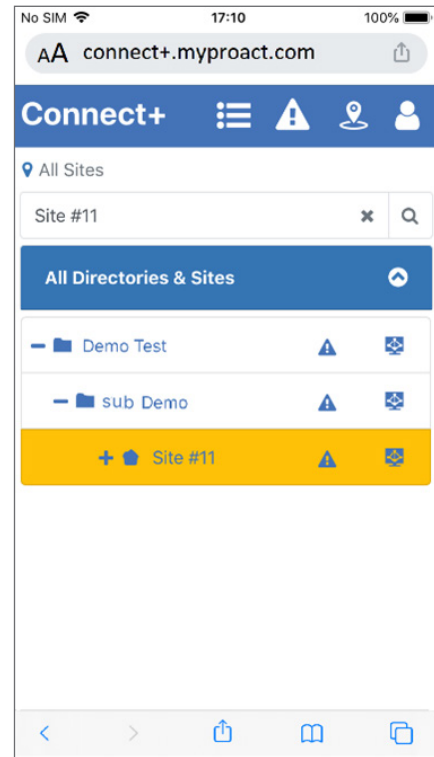 No SIM 17:10 100%
AA connect+.myproact.com
Connect+
All Sites
Site #11
All Directories & Sites
Demo Test
sub Demo
Site #11